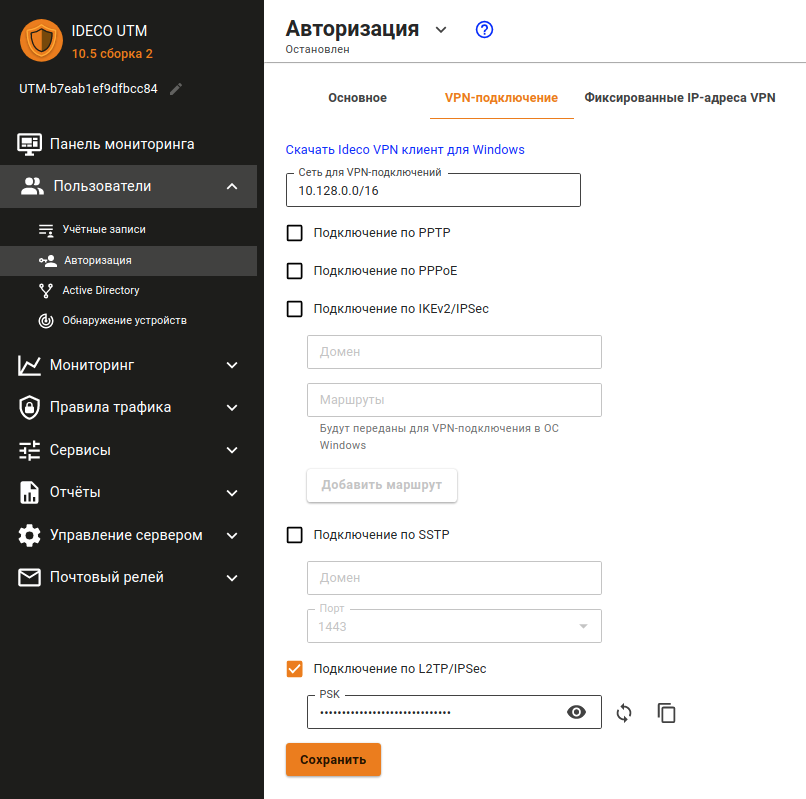 IDECO UTM
10.5 сборка 2
UTM-b7eab1ef9dfbcc84
Панель мониторинга
Пользователи
Учётные записи
Авторизация
Active Directory
Обнаружение устройств
Мониторинг
Правила трафика
Сервисы
Отчёты
Управление сервером
Почтовый релей
Авторизация
Остановлен
Основное VPN-подключение Фиксированные IP-адреса VPN
Скачать Ideco VPN клиент для Windows
Сеть для VPN-подключений
10.128.0.0/16
Подключение по PPTP
Подключение по PPPoE
Подключение по IKEv2/IPSec
Домен
Маршруты
Будут переданы для VPN-подключения в ОС
Windows
Добавить маршрут
Подключение по SSTP
Домен
Порт
1443
Подключение по L2TP/IPSec
PSK
Сохранить